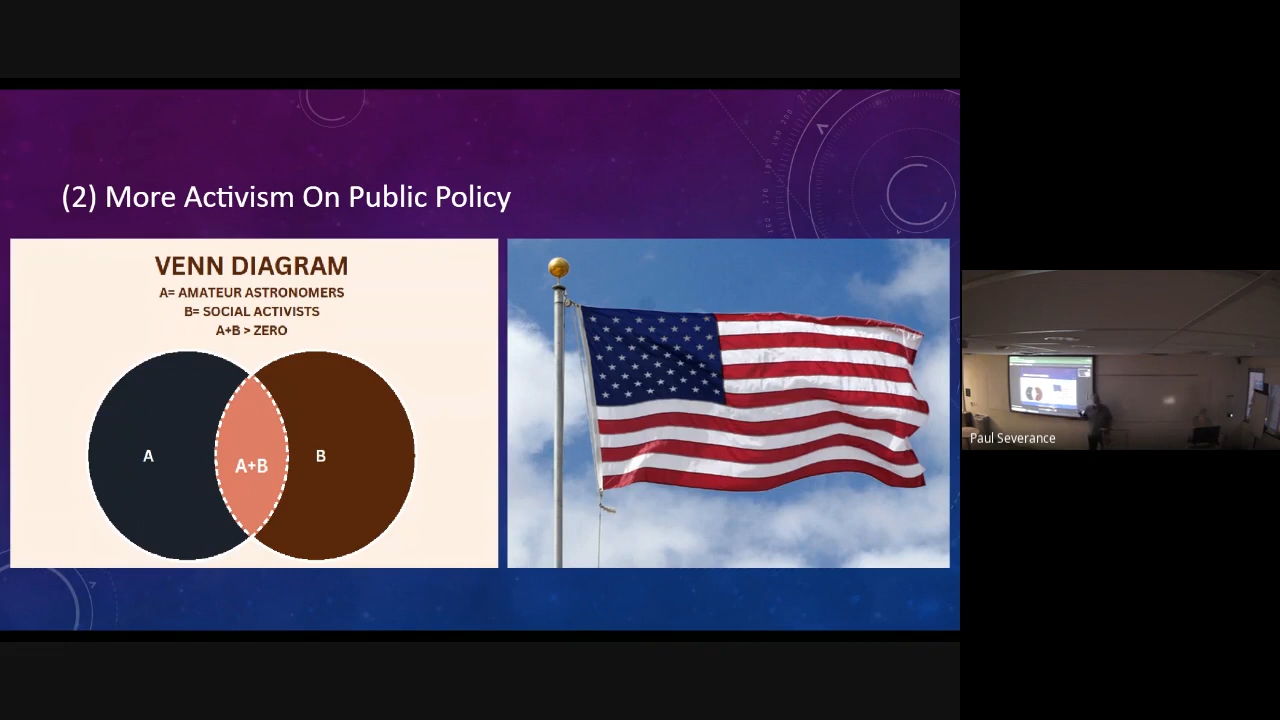 (2) More Activism On Public Policy
VENN DIAGRAM
A= AMATEUR ASTRONOMERS
B= SOCIAL ACTIVISTS
A+B > ZERO
A
A+B
B
Paul Severance